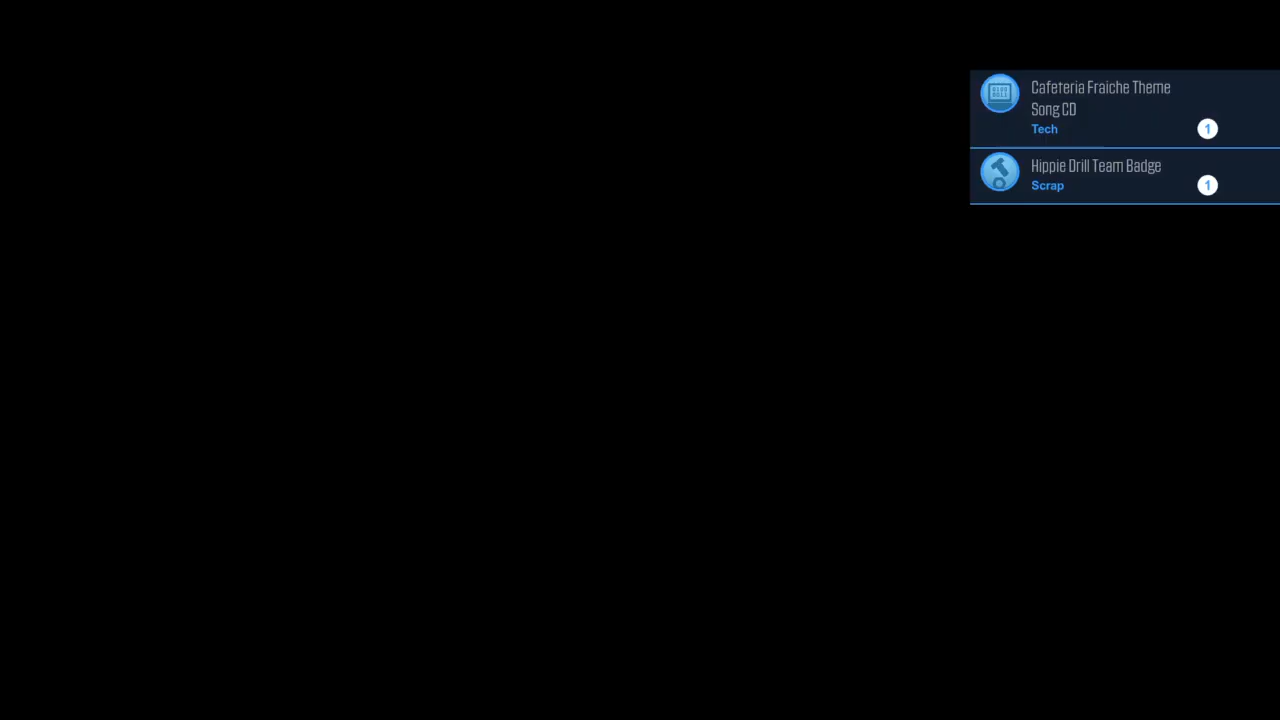 Cafeteria Fraiche Theme
Song CD
Tech
1
Hippie Drill Team Badge
Scrap
1